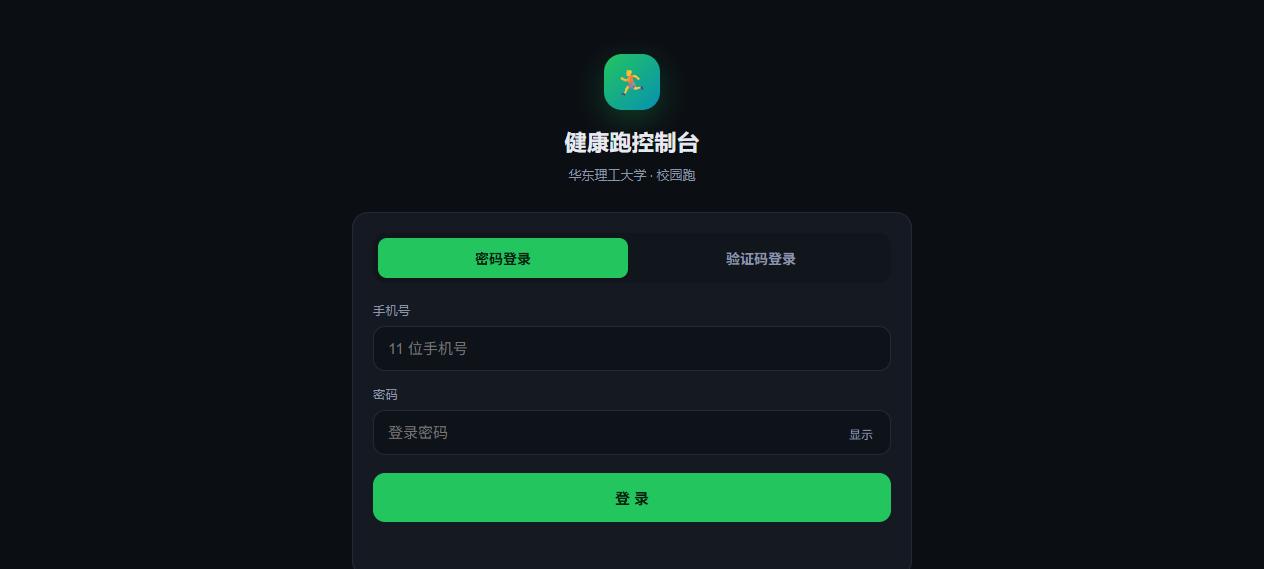 健康跑控制台
华东理工大学 · 校园跑
密码登录
验证码登录
手机号
11 位手机号
密码
登录密码
显示
登 录